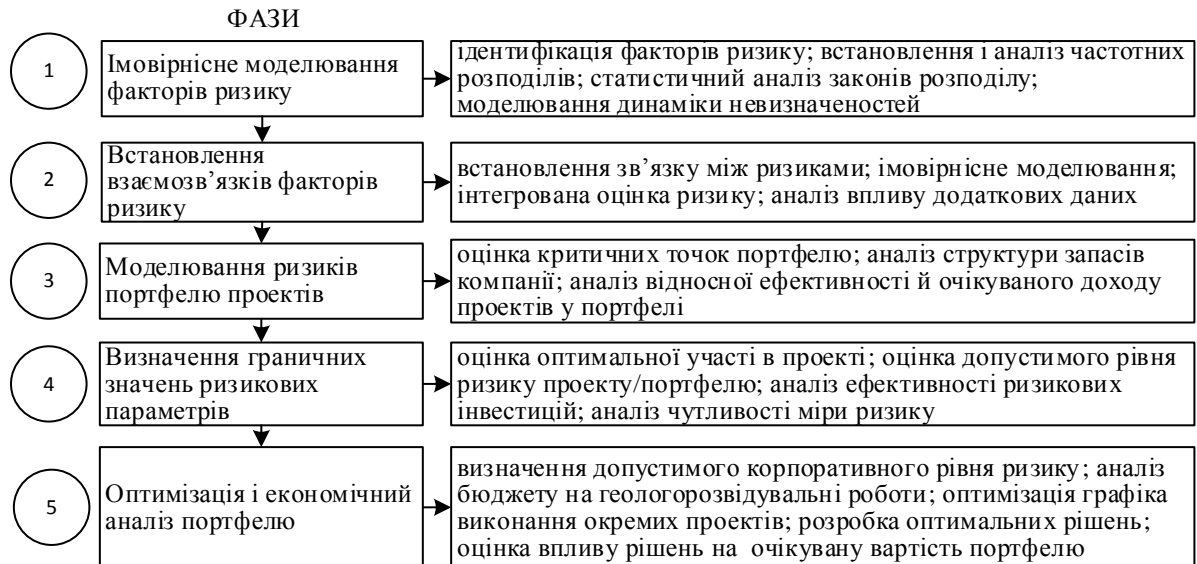 ФАЗИ
1
Імовірнісне моделювання
факторів ризику
ідентифікація факторів ризику; встановлення і аналіз частотних
розподілів; статистичний аналіз законів розподілу;
моделювання динаміки невизначеностей
2
Встановлення
взаємозв’язків факторів
ризику
встановлення зв’язку між ризиками; імовірнісне моделювання;
інтегрована оцінка ризику; аналіз впливу додаткових даних
3
Моделювання ризиків
портфелю проектів
оцінка критичних точок портфелю; аналіз структури запасів
компанії; аналіз відносної ефективності й очікуваного доходу
проектів у портфелі
4
Визначення граничних
значень ризикових
параметрів
оцінка оптимальної участі в проекті; оцінка допустимого рівня
ризику проекту/портфелю; аналіз ефективності ризикових
інвестицій; аналіз чутливості міри ризику
5
Оптимізація і економічний
аналіз портфелю
визначення допустимого корпоративного рівня ризику; аналіз
бюджету на геологорозвідувальні роботи; оптимізація графіка
виконання окремих проектів; розробка оптимальних рішень;
оцінка впливу рішень на очікувану вартість портфелю